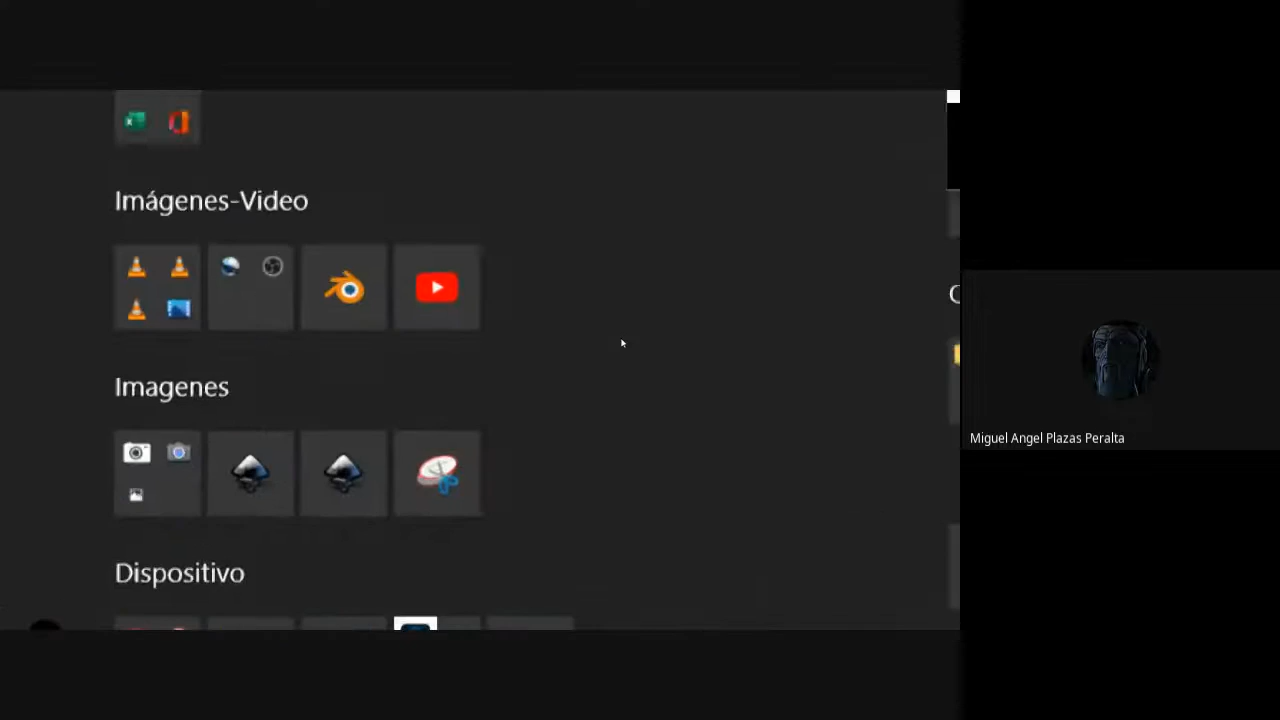 Imágenes-Video
Imagenes
Miguel Angel Plazas Peralta
Dispositivo